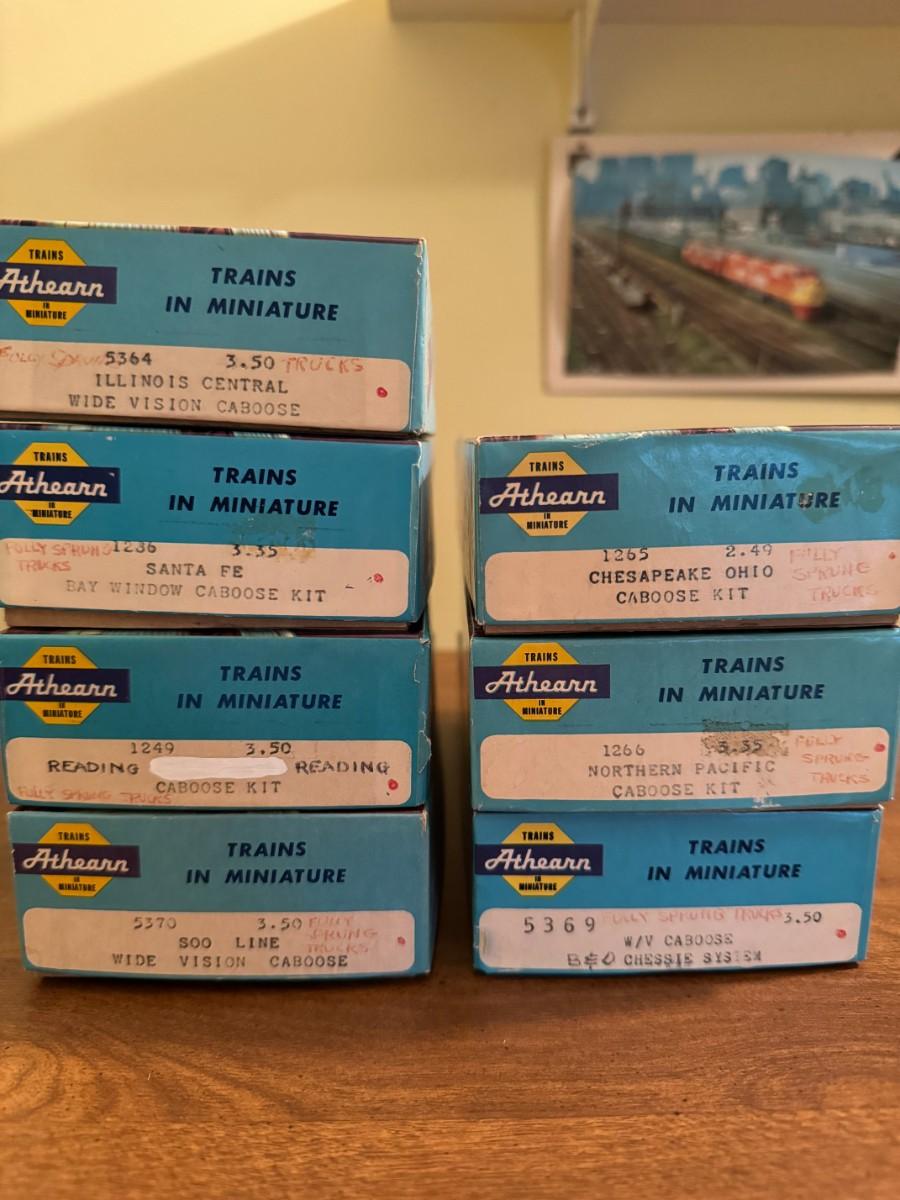 TRAINS
Athearn
IN
MINIATURE
TRAINS
IN MINIATURE
FULLY SPRUNG 5364 3.50 TRUCKS
ILLINOIS CENTRAL
WIDE VISION CABOOSE
TRAINS
Athearn
IN
MINIATURE
TRAINS
IN MINIATURE
FULLY SPRUNG 1236 3.35
TRUCKS
SANTA FE
BAY WINDOW CABOOSE KIT
TRAINS
Athearn
IN
MINIATURE
TRAINS
IN MINIATURE
1249 3.50
READING READING
CABOOSE KIT
FULLY SPRUNG TRUCKS
TRAINS
Athearn
IN
MINIATURE
TRAINS
IN MINIATURE
5370 3.50 FULLY
SPRUNG
TRUCKS
SOO LINE
WIDE VISION CABOOSE
TRAINS
Athearn
IN
MINIATURE
TRAINS
IN MINIATURE
1265 2.49 FULLY
CHESAPEAKE OHIO SPRUNG
CABOOSE KIT TRUCKS
TRAINS
Athearn
IN
MINIATURE
TRAINS
IN MINIATURE
1266 3.35 FULLY
SPRUNG
NORTHERN PACIFIC TRUCKS
CABOOSE KIT
TRAINS
Athearn
IN
MINIATURE
TRAINS
IN MINIATURE
5369 FULLY SPRUNG TRUCKS 3.50
W/V CABOOSE
B&O CHESSIE SYSTEM